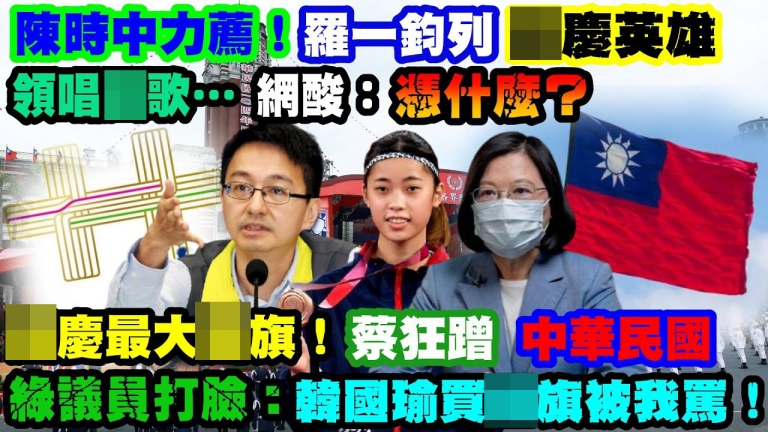 陳時中力薦！羅一鈞列 慶英雄
領唱 歌… 網酸：憑什麼？
慶最大 旗！蔡狂蹭 中華民國
綠議員打臉：韓國瑜買 旗被我罵！